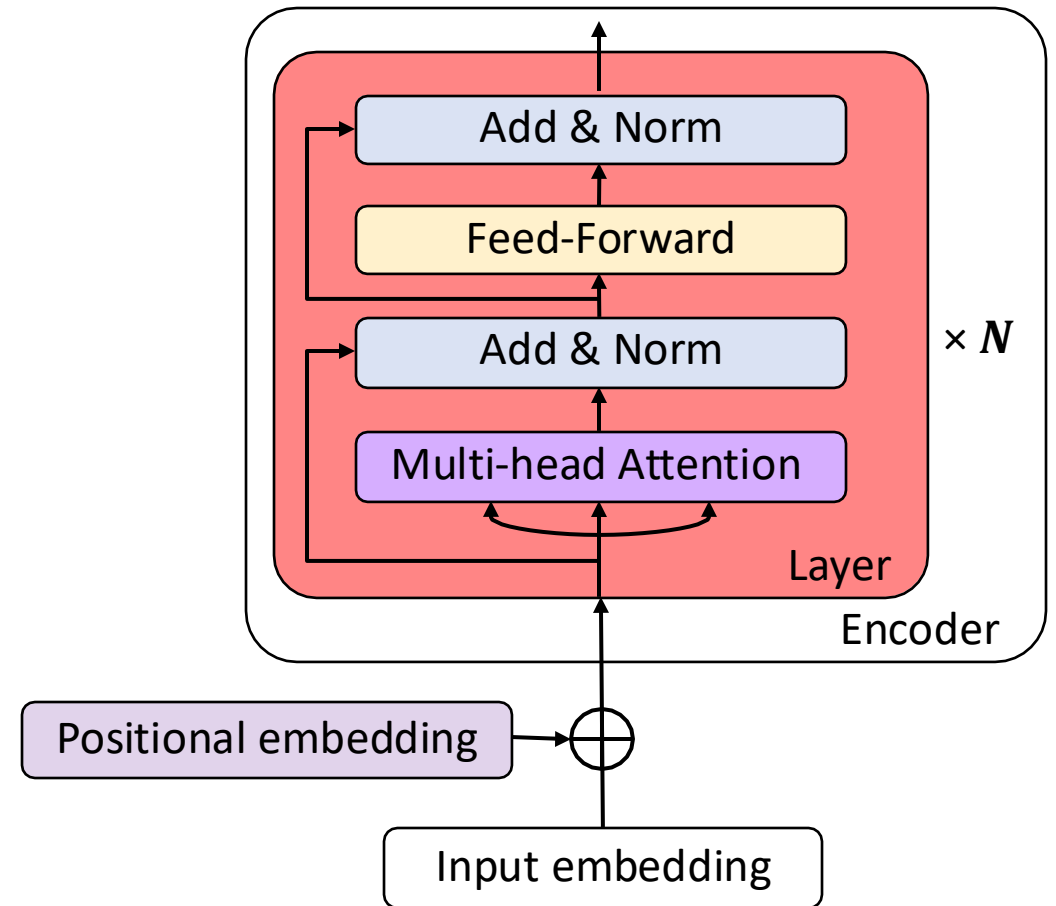 Add & Norm
Feed-Forward
Add & Norm
× N
Multi-head Attention
Layer
Encoder
Positional embedding
Input embedding